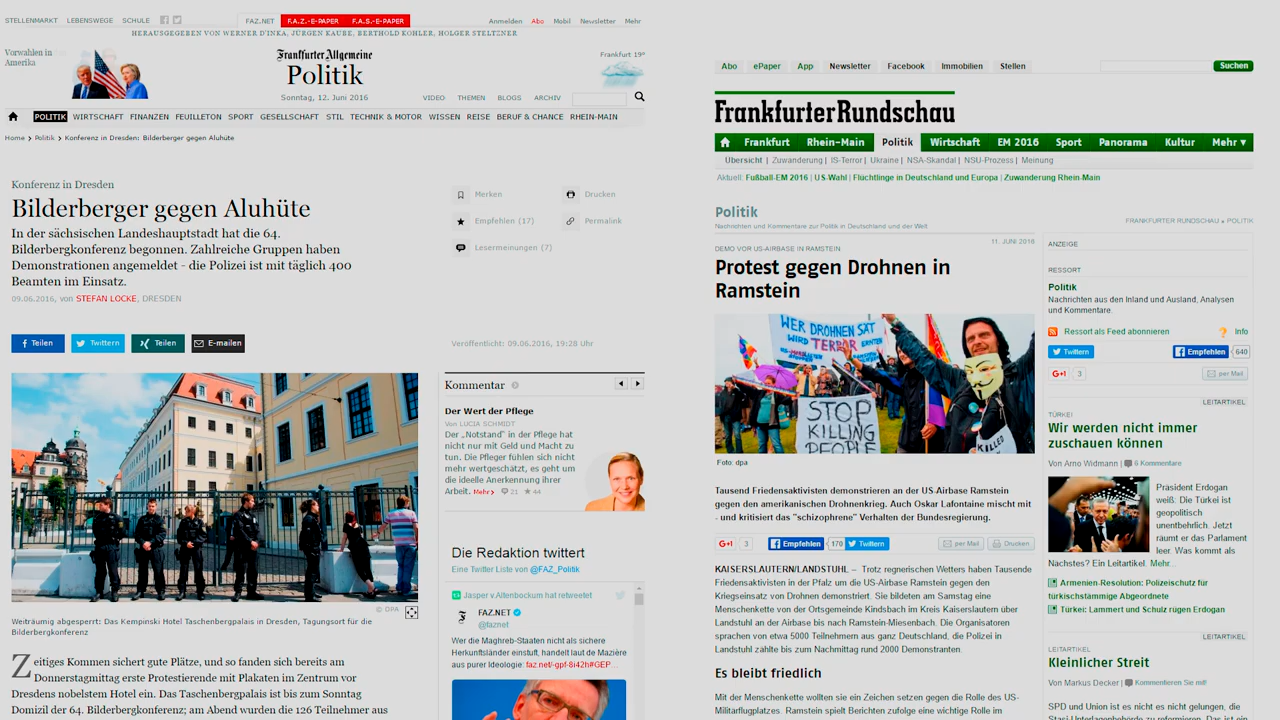 STELLENMARKT LEBENSWEGE SCHULE
FAZ.NET F.A.Z.-E-PAPER F.A.S.-E-PAPER
Anmelden Abo Mobil Newsletter Mehr
HERAUSGEGEBEN VON WERNER D'INKA, JÜRGEN KAUBE, BERTHOLD KOHLER, HOLGER STELTZNER
Vorwahlen in
Amerika
Frankfurter Allgemeine
Politik
Sonntag, 12. Juni 2016
Frankfurt 19°
VIDEO THEMEN BLOGS ARCHIV
POLITIK WIRTSCHAFT FINANZEN FEUILLETON SPORT GESELLSCHAFT STIL TECHNIK & MOTOR WISSEN REISE BERUF & CHANCE RHEIN-MAIN
Home > Politik > Konferenz in Dresden: Bilderberger gegen Aluhüte
Konferenz in Dresden
Bilderberger gegen Aluhüte
In der sächsischen Landeshauptstadt hat die 64.
Bilderbergkonferenz begonnen. Zahlreiche Gruppen haben
Demonstrationen angemeldet - die Polizei ist mit täglich 400
Beamten im Einsatz.
09.06.2016, von STEFAN LOCKE, DRESDEN
Merken Drucken
Empfehlen (17) Permalink
Lesermeinungen (7)
Teilen Twittern Teilen E-mailen
Veröffentlicht: 09.06.2016, 19:28 Uhr
© DPA
Weiträumig abgesperrt: Das Kempinski Hotel Taschenbergpalais in Dresden, Tagungsort für die
Bilderbergkonferenz
Zeitiges Kommen sichert gute Plätze, und so fanden sich bereits am
Donnerstagmittag erste Protestierende mit Plakaten im Zentrum vor
Dresdens nobelstem Hotel ein. Das Taschenbergpalais ist bis zum Sonntag
Domizil der 64. Bilderbergkonferenz; am Abend wurden die 126 Teilnehmer aus
Kommentar
Der Wert der Pflege
Von LUCIA SCHMIDT
Der „Notstand" in der Pflege hat
nicht nur mit Geld und Macht zu
tun. Die Pfleger fühlen sich nicht
mehr wertgeschätzt, es geht um
die ideelle Anerkennung ihrer
Arbeit. Mehr 21 44
Die Redaktion twittert
Eine Twitter Liste von @FAZ_Politik
Jasper v.Altenbockum hat retweetet
FAZ.NET
@faznet
Wer die Maghreb-Staaten nicht als sichere
Herkunftsländer einstuft, handelt laut de Maizière
aus purer Ideologie: faz.net/-gpf-8i42h#GEP…
Abo ePaper App Newsletter Facebook Immobilien Stellen
Suchen
Frankfurter Rundschau
Frankfurt Rhein-Main Politik Wirtschaft EM 2016 Sport Panorama Kultur Mehr ▼
Übersicht | Zuwanderung | IS-Terror | Ukraine | NSA-Skandal | NSU-Prozess | Meinung
Aktuell: Fußball-EM 2016 | US-Wahl | Flüchtlinge in Deutschland und Europa | Zuwanderung Rhein-Main
Politik
Nachrichten und Kommentare zur Politik in Deutschland und der Welt
FRANKFURTER RUNDSCHAU POLITIK
11. JUNI 2016
DEMO VOR US-AIRBASE IN RAMSTEIN
Protest gegen Drohnen in
Ramstein
WER DROHNEN SÄT
WIRD TERROR
STOP
KILLING
PEOPLE
KILLED
Foto: dpa
Tausend Friedensaktivisten demonstrieren an der US-Airbase Ramstein
gegen den amerikanischen Drohnenkrieg. Auch Oskar Lafontaine mischt mit
- und kritisiert das "schizophrene" Verhalten der Bundesregierung.
G+1 3 Empfehlen 170 Twittern per Mail Drucken
KAISERSLAUTERN/LANDSTUHL – Trotz regnerischen Wetters haben Tausende
Friedensaktivisten in der Pfalz um die US-Airbase Ramstein gegen den
Kriegseinsatz von Drohnen demonstriert. Sie bildeten am Samstag eine
Menschenkette von der Ortsgemeinde Kindsbach im Kreis Kaiserslautern über
Landstuhl an der Airbase bis nach Ramstein-Miesenbach. Die Organisatoren
sprachen von etwa 5000 Teilnehmern aus ganz Deutschland, die Polizei in
Landstuhl zählte bis zum Nachmittag rund 2000 Demonstranten.
Es bleibt friedlich
Mit der Menschenkette wollten sie ein Zeichen setzen gegen die Rolle des US-
Militärflugplatzes. Ramstein spielt Berichten zufolge eine wichtige Rolle im
ANZEIGE
RESSORT
Politik
Nachrichten aus den Inland und Ausland, Analysen
und Kommentare.
Ressort als Feed abonnieren Info
Twittern Empfehlen 640
G+1 3 per Mail
LEITARTIKEL
TÜRKEI
Wir werden nicht immer
zuschauen können
Von Arno Widmann | 6 Kommentare
Präsident Erdogan
weiß: Die Türkei ist
geopolitisch
unentbehrlich. Jetzt
räumt er das Parlament
leer. Was kommt als
Nächstes? Ein Leitartikel. Mehr...
Armenien-Resolution: Polizeischutz für
türkischstämmige Abgeordnete
Türkei: Lammert und Schulz rügen Erdogan
LEITARTIKEL
LEITARTIKEL
Kleinlicher Streit
Von Markus Decker | Kommentieren Sie mit!
SPD und Union ist es nicht es nicht gelungen, die